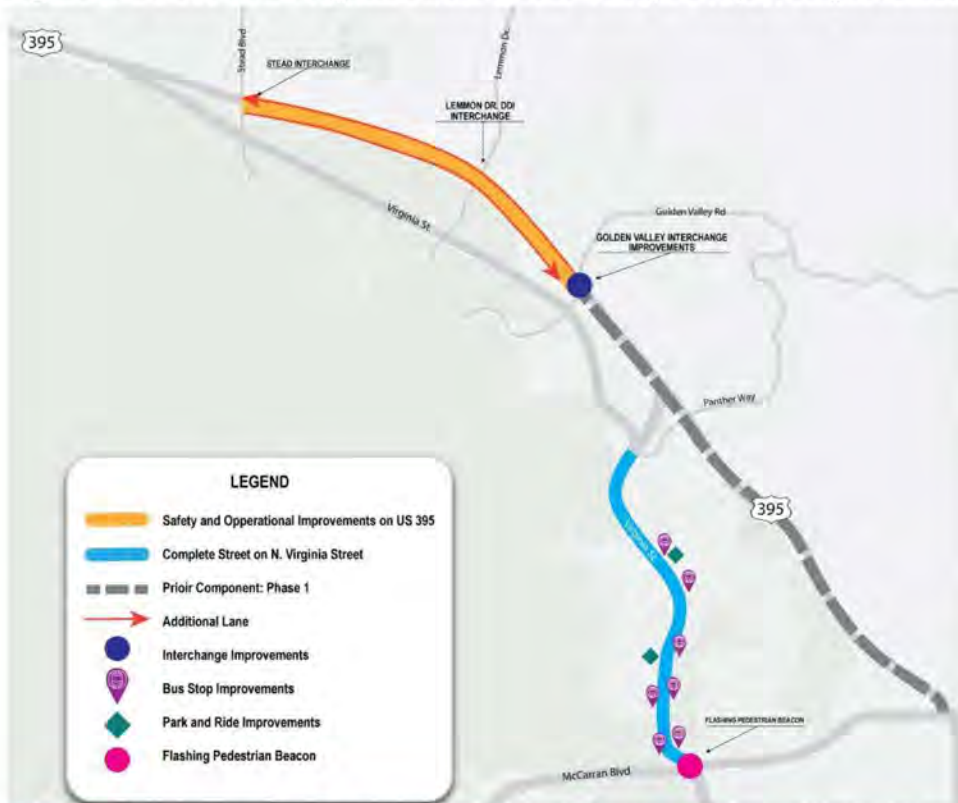 395
Stead Blvd
STEAD INTERCHANGE
Lemmon Dr.
LEMMON DR. DDI
INTERCHANGE
Virginia St.
Golden Valley Rd
GOLDEN VALLEY INTERCHANGE
IMPROVEMENTS
Panther Way
395
Virginia St.
FLASHING PEDESTRIAN BEACON
McCarran Blvd
LEGEND
Safety and Opperational Improvements on US 395
Complete Street on N. Virginia Street
Prioir Component: Phase 1
Additional Lane
Interchange Improvements
Bus Stop Improvements
Park and Ride Improvements
Flashing Pedestrian Beacon